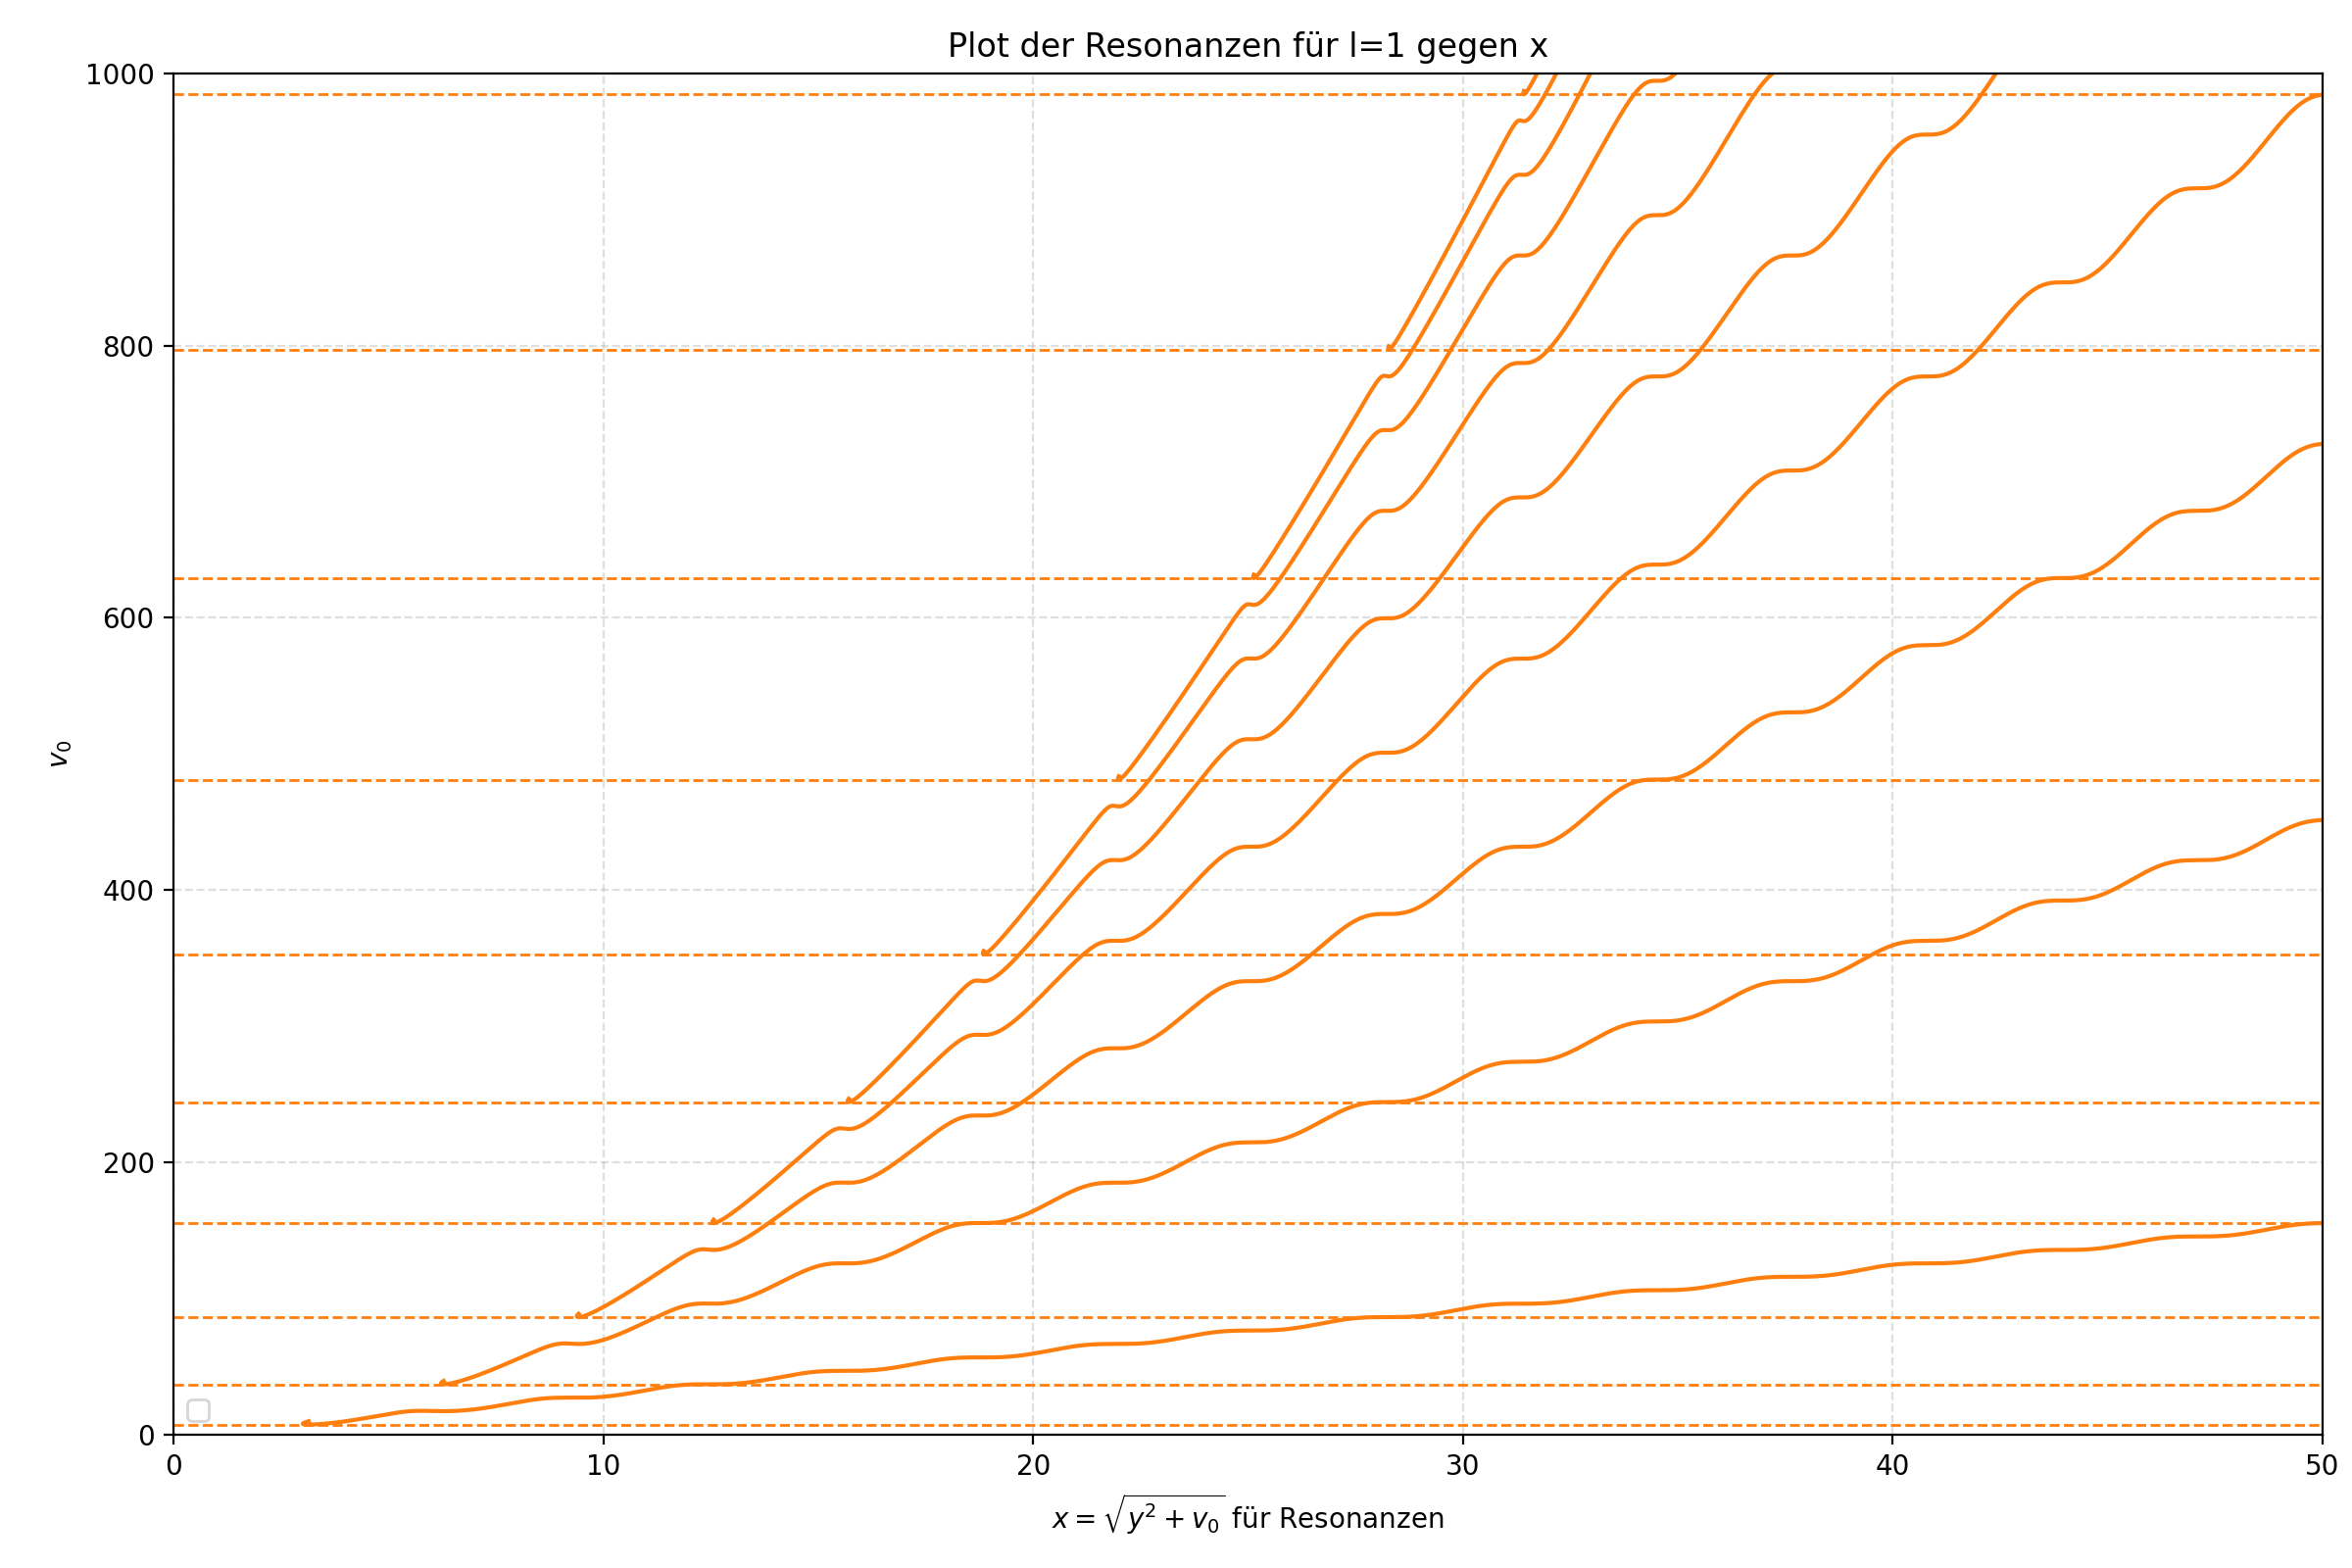 Plot der Resonanzen für l=1 gegen x
1000
800
600
400
200
0
v₀
0 10 20 30 40 50
x = √(y² + v₀) für Resonanzen